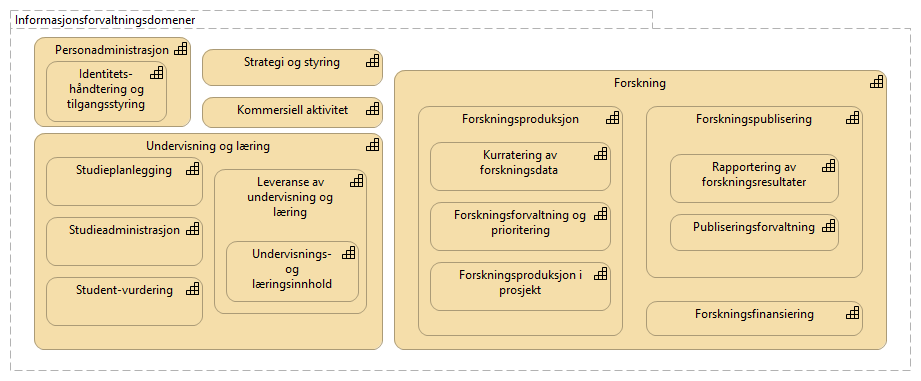 Informasjonsforvaltningsdomener
Personadministrasjon
Identitets-
håndtering og
tilgangsstyring
Strategi og styring
Kommersiell aktivitet
Undervisning og læring
Studieplanlegging
Studieadministrasjon
Student-vurdering
Leveranse av
undervisning og
læring
Undervisnings-
og
læringsinnhold
Forskning
Forskningsproduksjon
Kurratering av
forskningsdata
Forskningsforvaltning og
prioritering
Forskningsproduksjon i
prosjekt
Forskningspublisering
Rapportering av
forskningsresultater
Publiseringsforvaltning
Forskningsfinansiering